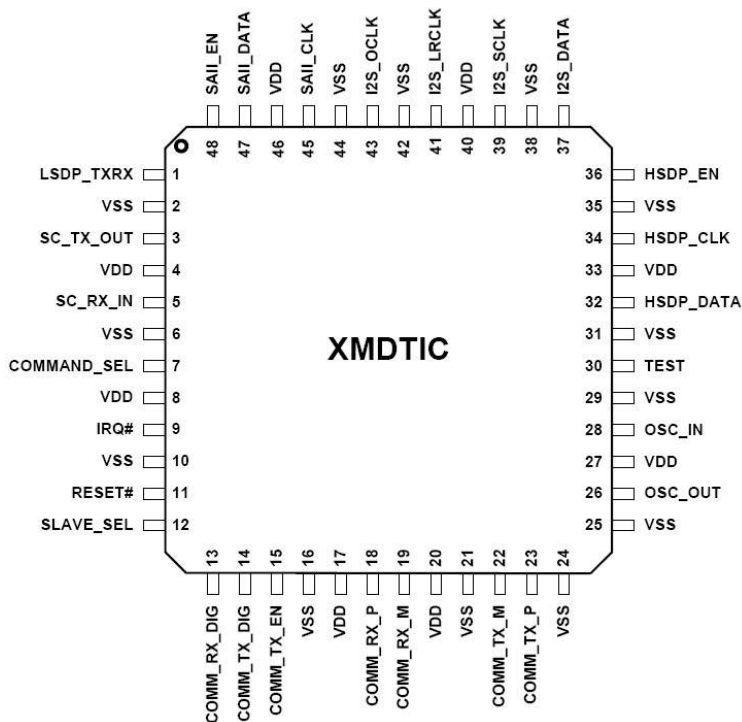 SAII_EN
SAII_DATA
VDD
SAII_CLK
VSS
I2S_OCLK
VSS
I2S_LRCLK
VDD
I2S_SCLK
VSS
I2S_DATA
48 47 46 45 44 43 42 41 40 39 38 37
LSDP_TXRX 1
VSS 2
SC_TX_OUT 3
VDD 4
SC_RX_IN 5
VSS 6
COMMAND_SEL 7
VDD 8
IRQ# 9
VSS 10
RESET# 11
SLAVE_SEL 12
XMDTIC
36 HSDP_EN
35 VSS
34 HSDP_CLK
33 VDD
32 HSDP_DATA
31 VSS
30 TEST
29 VSS
28 OSC_IN
27 VDD
26 OSC_OUT
25 VSS
13 14 15 16 17 18 19 20 21 22 23 24
COMM_RX_DIG
COMM_TX_DIG
COMM_TX_EN
VSS
VDD
COMM_RX_P
COMM_RX_M
VDD
VSS
COMM_TX_M
COMM_TX_P
VSS